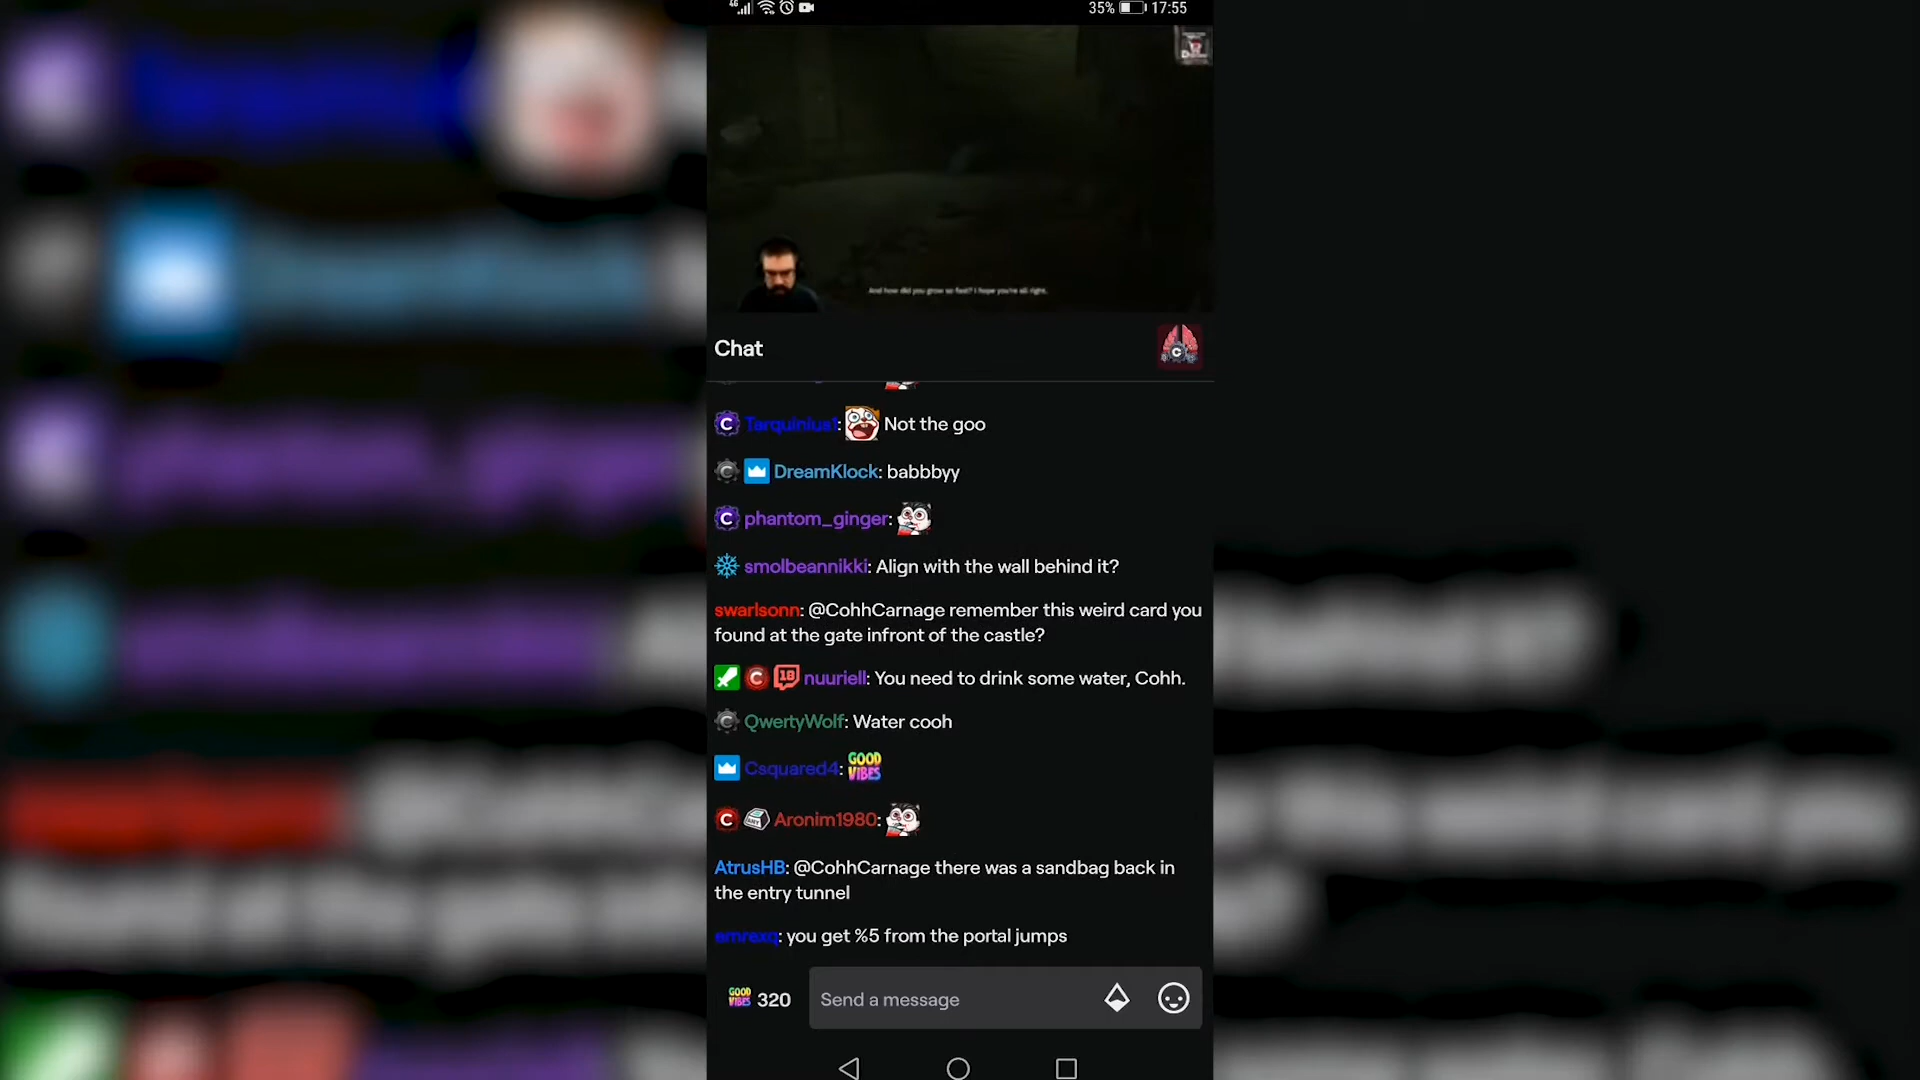 4G 35% 17:55
And how did you grow so fast? I hope you're all right.
Chat
Tarquinius1: Not the goo
DreamKlock: babbbyy
phantom_ginger:
smolbeannikki: Align with the wall behind it?
swarlsonn: @CohhCarnage remember this weird card you
found at the gate infront of the castle?
18 nuuriell: You need to drink some water, Cohh.
QwertyWolf: Water cooh
Csquared4: GOOD VIBES
Aronim1980:
AtrusHB: @CohhCarnage there was a sandbag back in
the entry tunnel
emrexq: you get %5 from the portal jumps
GOOD VIBES 320 Send a message